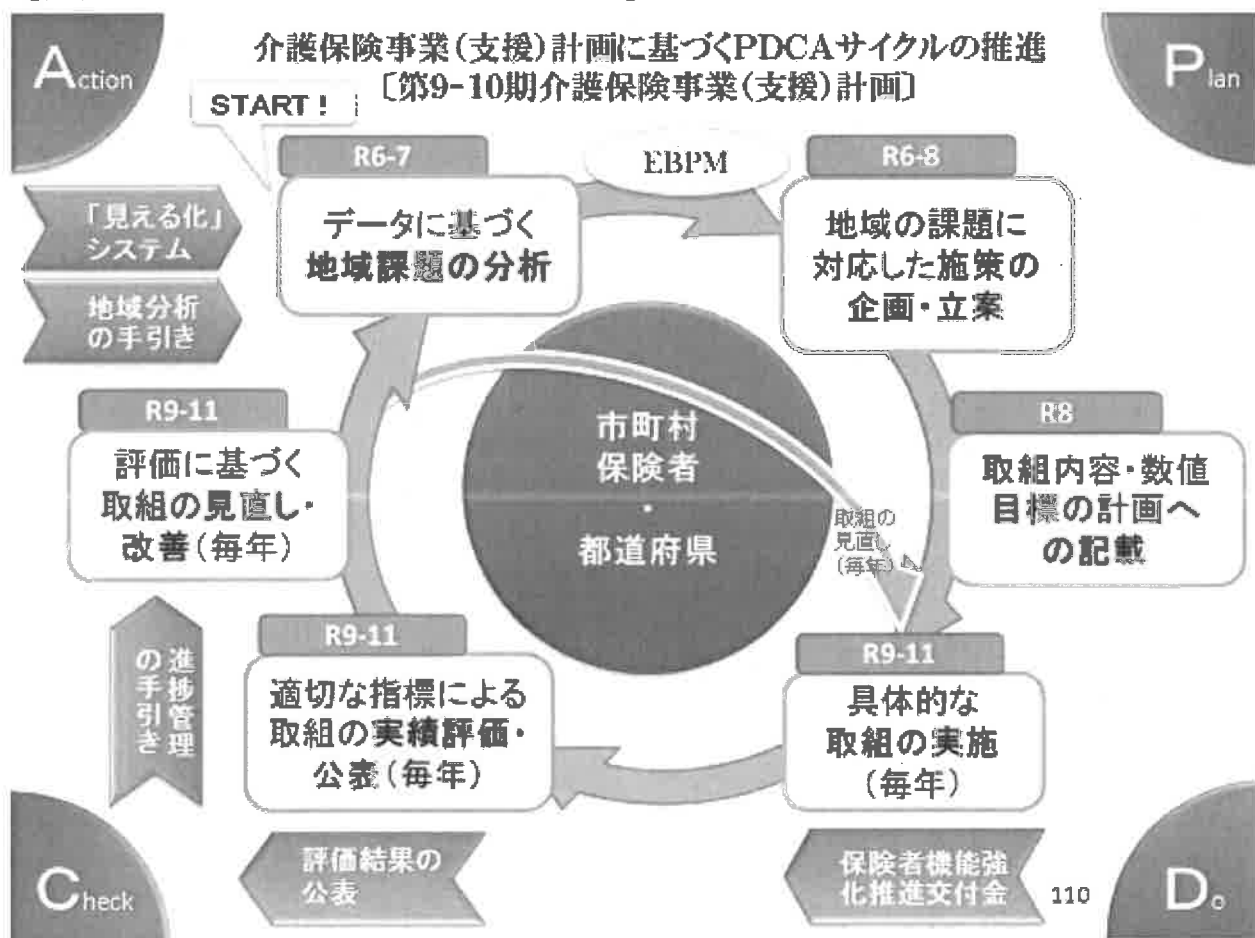 介護保険事業(支援)計画に基づくPDCAサイクルの推進
〔第9-10期介護保険事業(支援)計画〕
Action
Plan
START!
R6-7
データに基づく
地域課題の分析
EBPM
R6-8
地域の課題に
対応した施策の
企画・立案
「見える化」
システム
地域分析
の手引き
R9-11
評価に基づく
取組の見直し・
改善(毎年)
市町村
保険者
・
都道府県
取組の
見直し
(毎年)
R8
取組内容・数値
目標の計画へ
の記載
進捗管理
の手引き
R9-11
適切な指標による
取組の実績評価・
公表(毎年)
R9-11
具体的な
取組の実施
(毎年)
Check
評価結果の
公表
保険者機能強
化推進交付金
110
Do